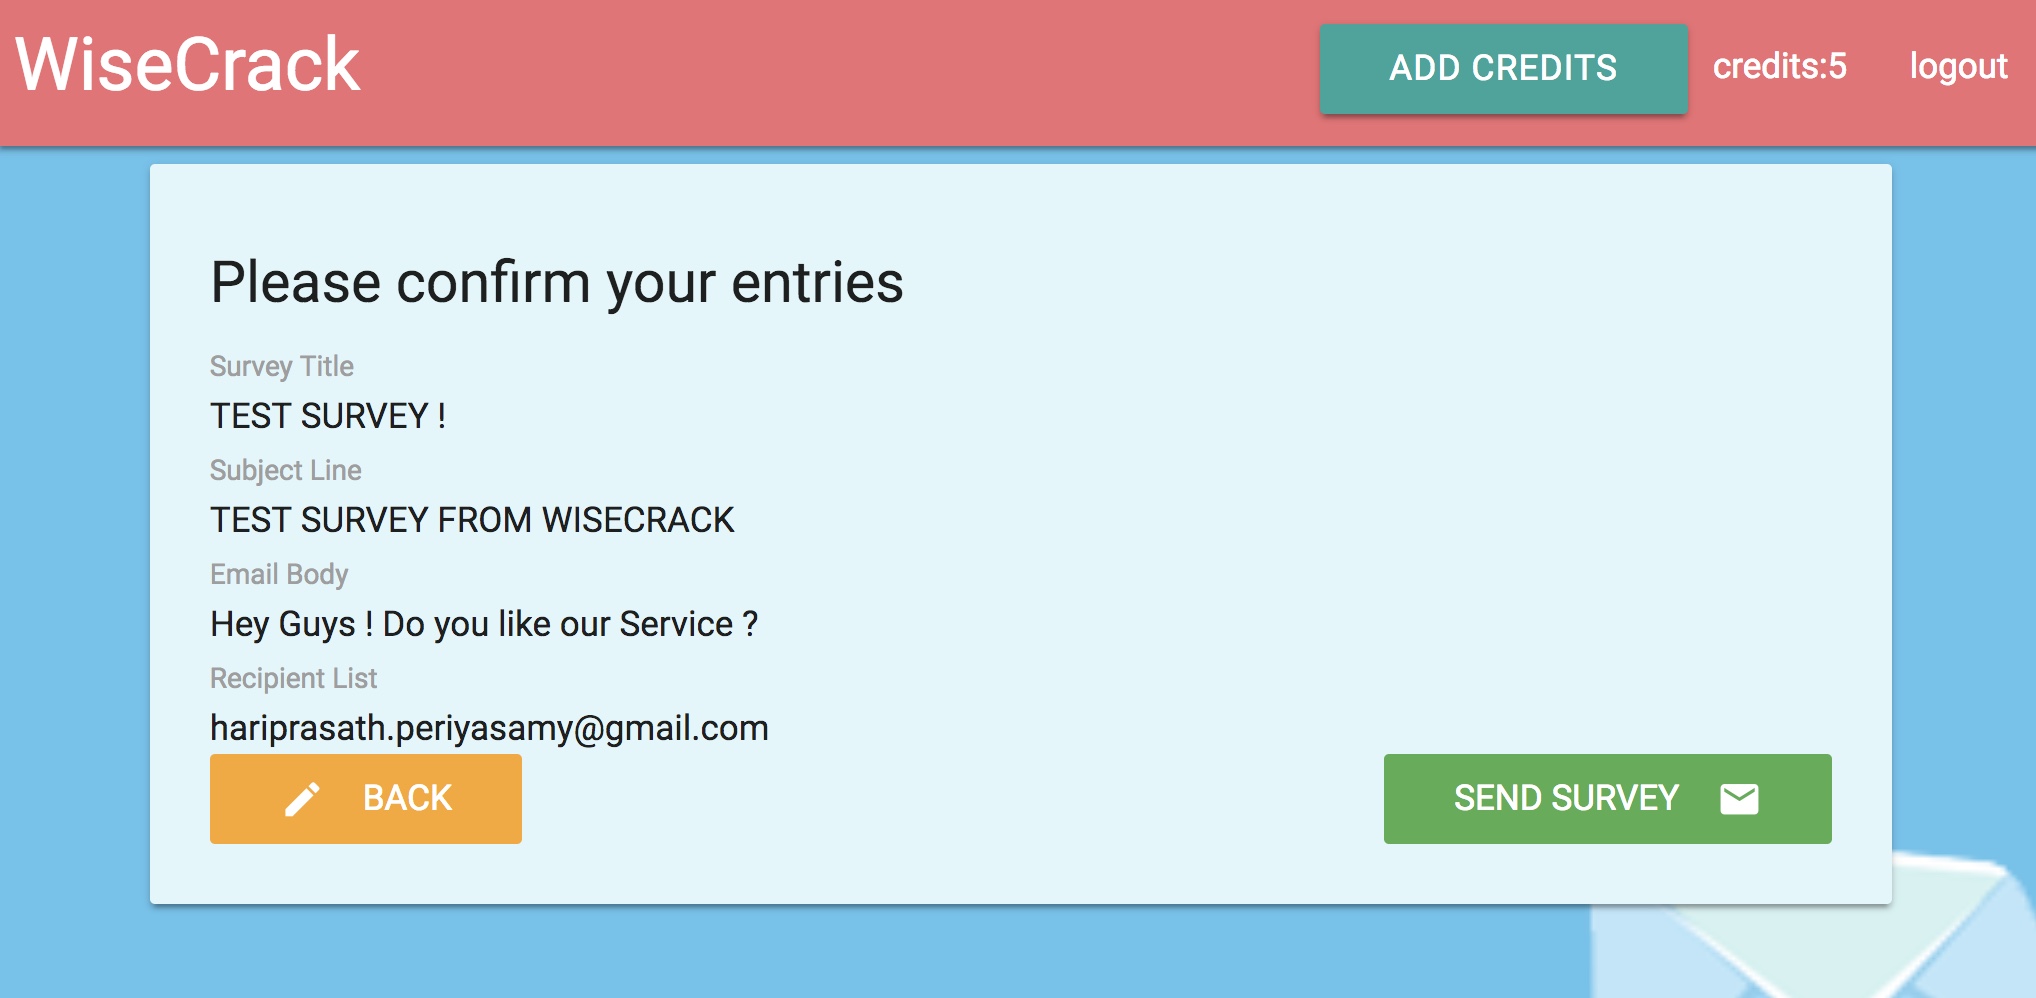 WiseCrack
ADD CREDITS
credits:5
logout
Please confirm your entries
Survey Title
TEST SURVEY !
Subject Line
TEST SURVEY FROM WISECRACK
Email Body
Hey Guys ! Do you like our Service ?
Recipient List
hariprasath.periyasamy@gmail.com
BACK
SEND SURVEY